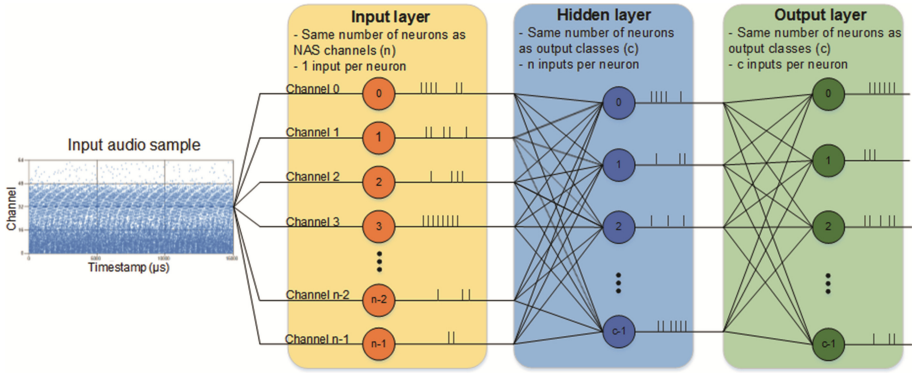 Input layer
- Same number of neurons as
NAS channels (n)
- 1 input per neuron
Hidden layer
- Same number of neurons
as output classes (c)
- n inputs per neuron
Output layer
- Same number of neurons as
output classes (c)
- c inputs per neuron
Input audio sample
Channel
Timestamp (µs)
Channel 0
Channel 1
Channel 2
Channel 3
Channel n-2
Channel n-1
0
1
2
3
n-2
n-1
0
1
2
c-1
0
1
2
c-1